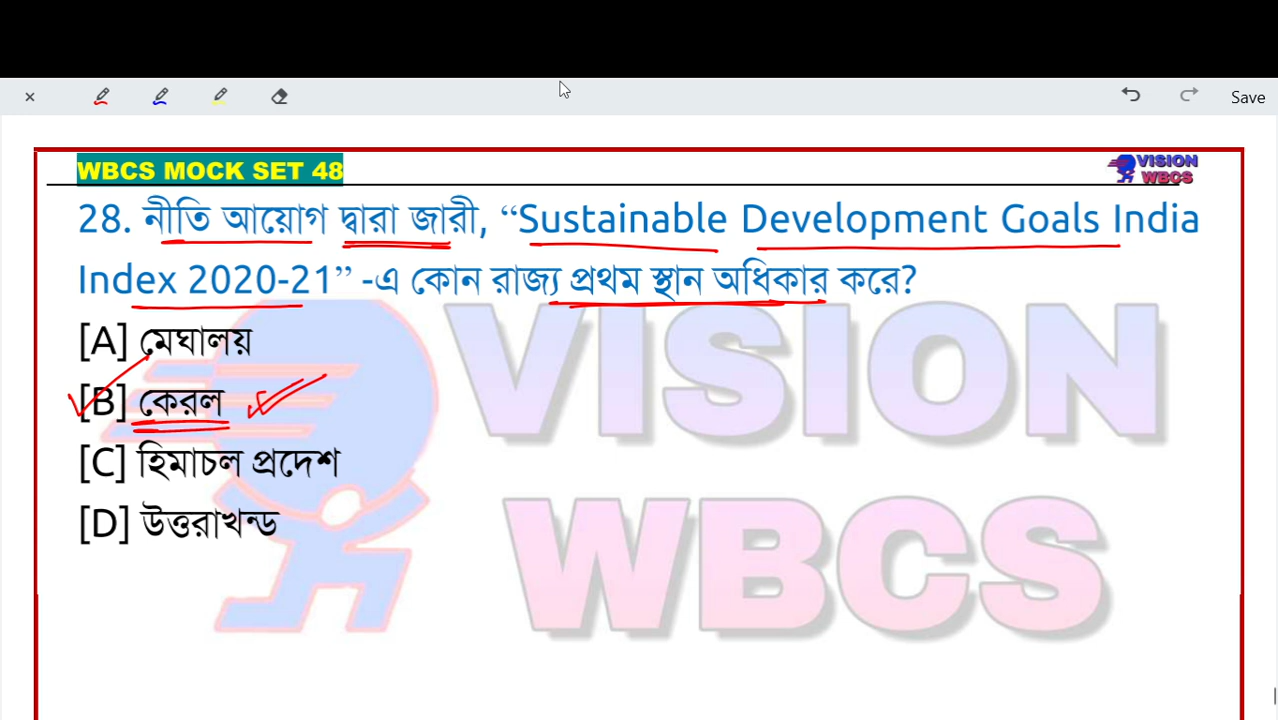 Save
WBCS MOCK SET 48
VISION
WBCS
28. নীতি আয়োগ দ্বারা জারী, “Sustainable Development Goals India
Index 2020-21” -এ কোন রাজ্য প্রথম স্থান অধিকার করে?
[A] মেঘালয়
[B] কেরল
[C] হিমাচল প্রদেশ
[D] উত্তরাখন্ড
VISION
WBCS